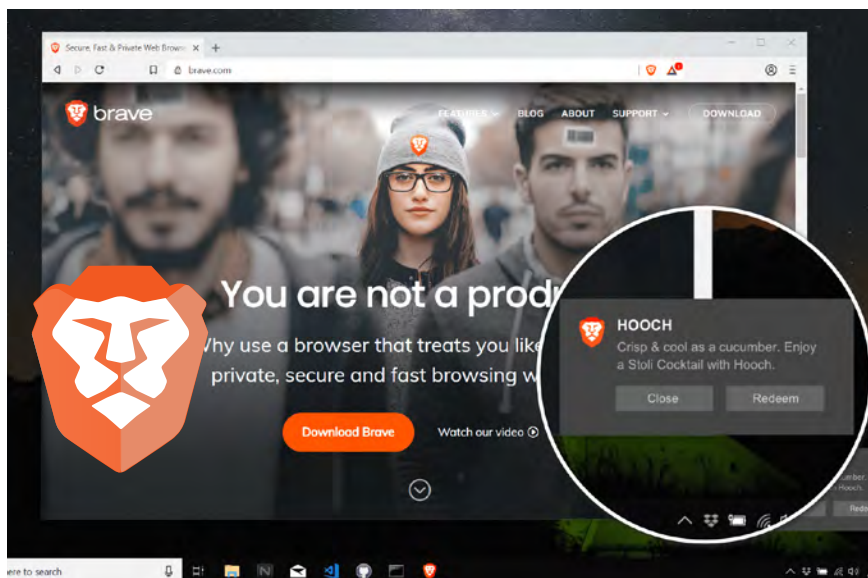 Secure, Fast & Private Web Brows
brave.com
brave
FEATURES BLOG ABOUT SUPPORT DOWNLOAD
You are not a prod
Why use a browser that treats you like
private, secure and fast browsing w
Download Brave Watch our video
HOOCH
Crisp & cool as a cucumber. Enjoy
a Stoli Cocktail with Hooch.
Close Redeem
Hooch.
ere to search